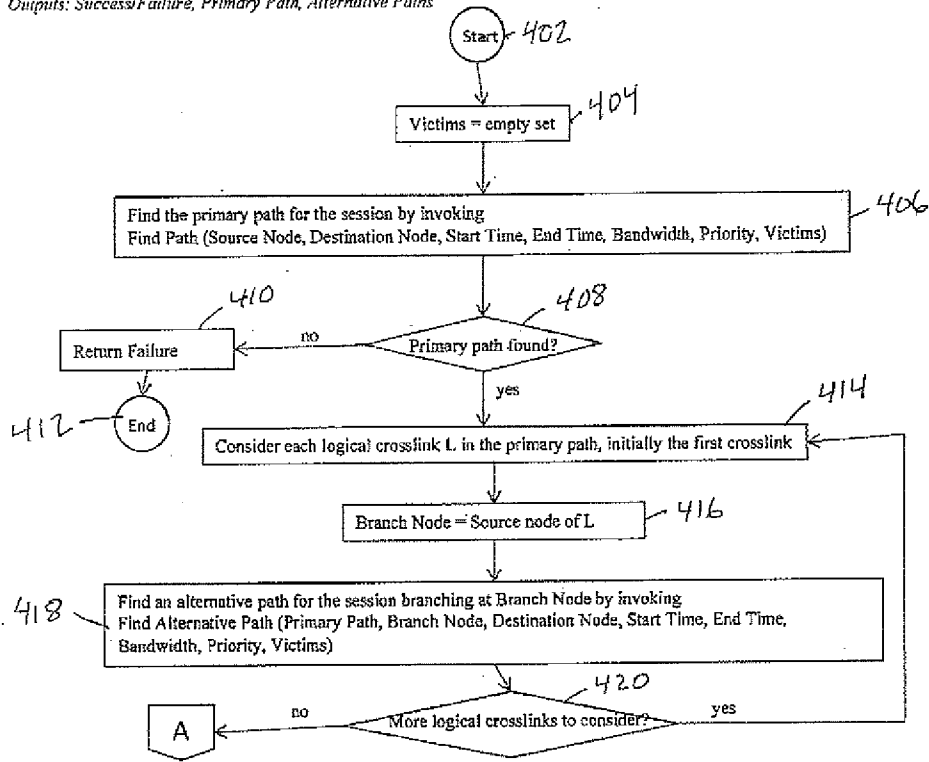 Outputs: Success/Failure, Primary Path, Alternative Paths
Start
402
Victims = empty set
404
Find the primary path for the session by invoking
Find Path (Source Node, Destination Node, Start Time, End Time, Bandwidth, Priority, Victims)
406
410
408
Return Failure
no
Primary path found?
yes
412
End
414
Consider each logical crosslink L in the primary path, initially the first crosslink
Branch Node = Source node of L
416
418
Find an alternative path for the session branching at Branch Node by invoking
Find Alternative Path (Primary Path, Branch Node, Destination Node, Start Time, End Time,
Bandwidth, Priority, Victims)
420
A
no
More logical crosslinks to consider?
yes